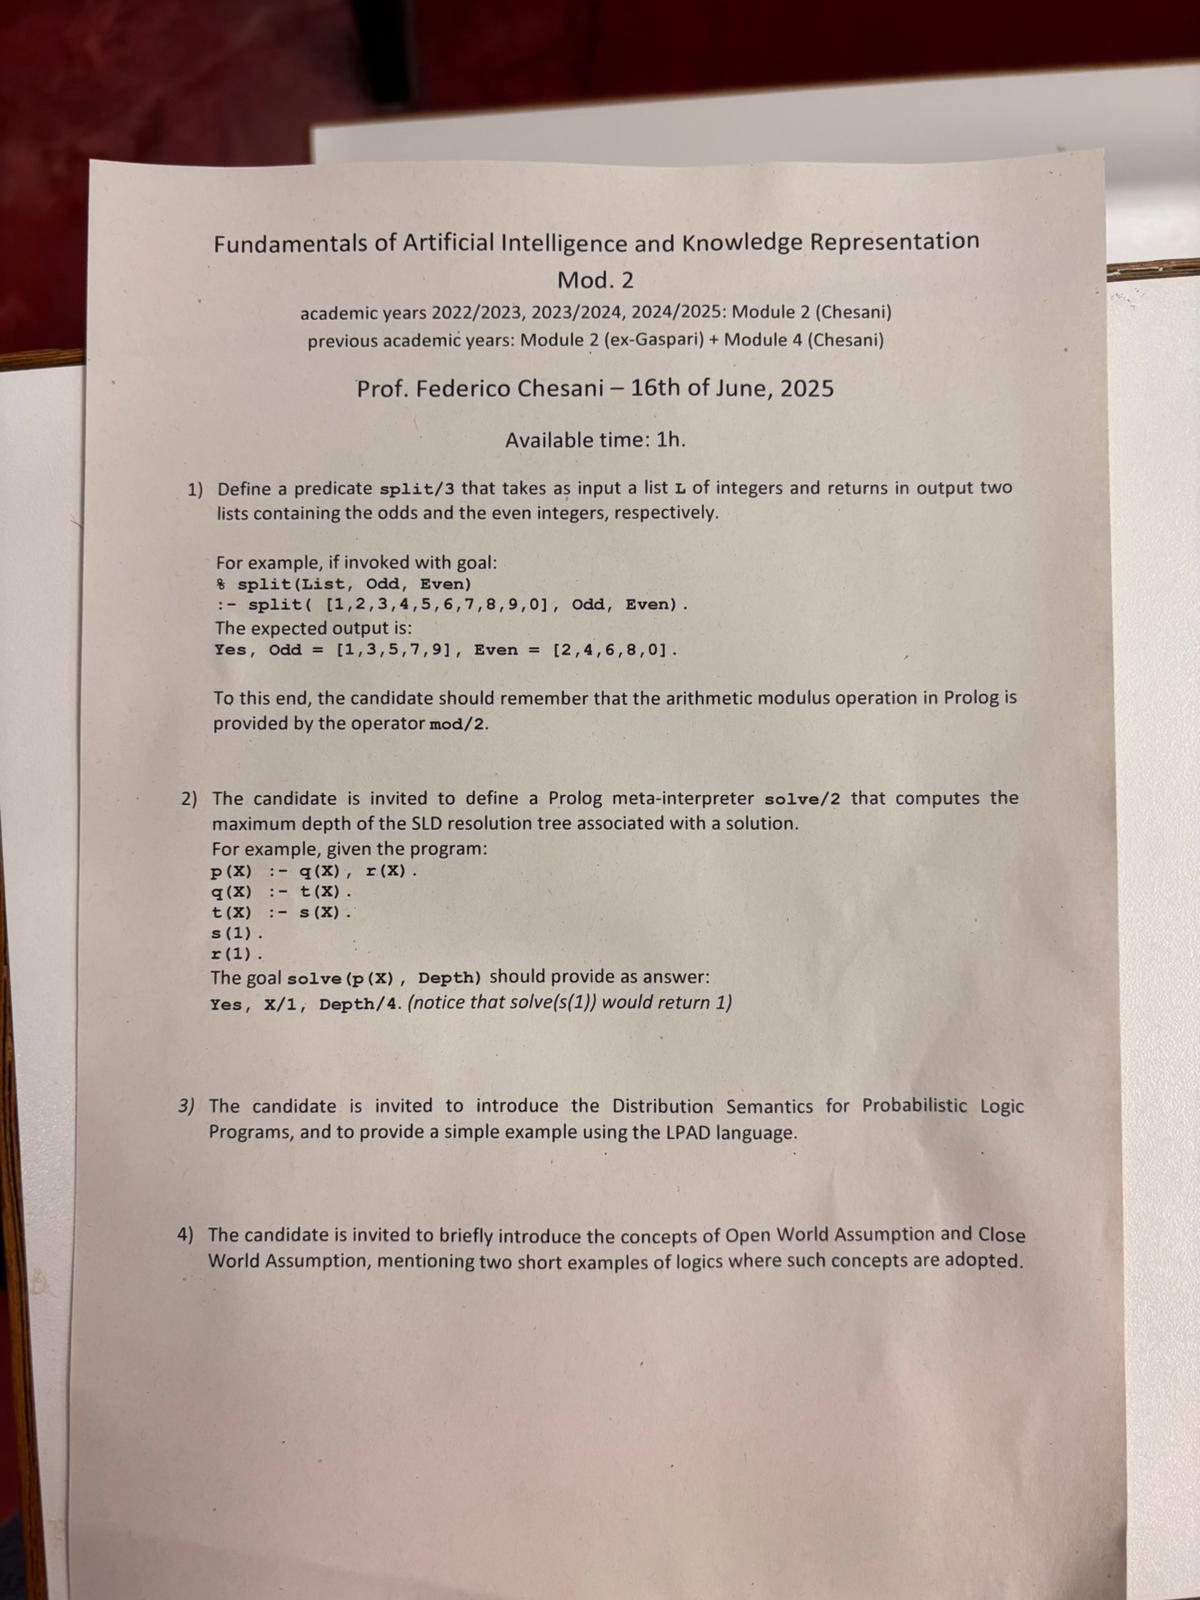 Fundamentals of Artificial Intelligence and Knowledge Representation
Mod. 2
academic years 2022/2023, 2023/2024, 2024/2025: Module 2 (Chesani)
previous academic years: Module 2 (ex-Gaspari) + Module 4 (Chesani)
Prof. Federico Chesani – 16th of June, 2025
Available time: 1h.
1) Define a predicate split/3 that takes as input a list L of integers and returns in output two
lists containing the odds and the even integers, respectively.
For example, if invoked with goal:
% split(List, Odd, Even)
:- split( [1,2,3,4,5,6,7,8,9,0], Odd, Even).
The expected output is:
Yes, Odd = [1,3,5,7,9], Even = [2,4,6,8,0].
To this end, the candidate should remember that the arithmetic modulus operation in Prolog is
provided by the operator mod/2.
2) The candidate is invited to define a Prolog meta-interpreter solve/2 that computes the
maximum depth of the SLD resolution tree associated with a solution.
For example, given the program:
p(X) :- q(X), r(X).
q(X) :- t(X).
t(X) :- s(X).
s(1).
r(1).
The goal solve(p(X), Depth) should provide as answer:
Yes, X/1, Depth/4. (notice that solve(s(1)) would return 1)
3) The candidate is invited to introduce the Distribution Semantics for Probabilistic Logic
Programs, and to provide a simple example using the LPAD language.
4) The candidate is invited to briefly introduce the concepts of Open World Assumption and Close
World Assumption, mentioning two short examples of logics where such concepts are adopted.